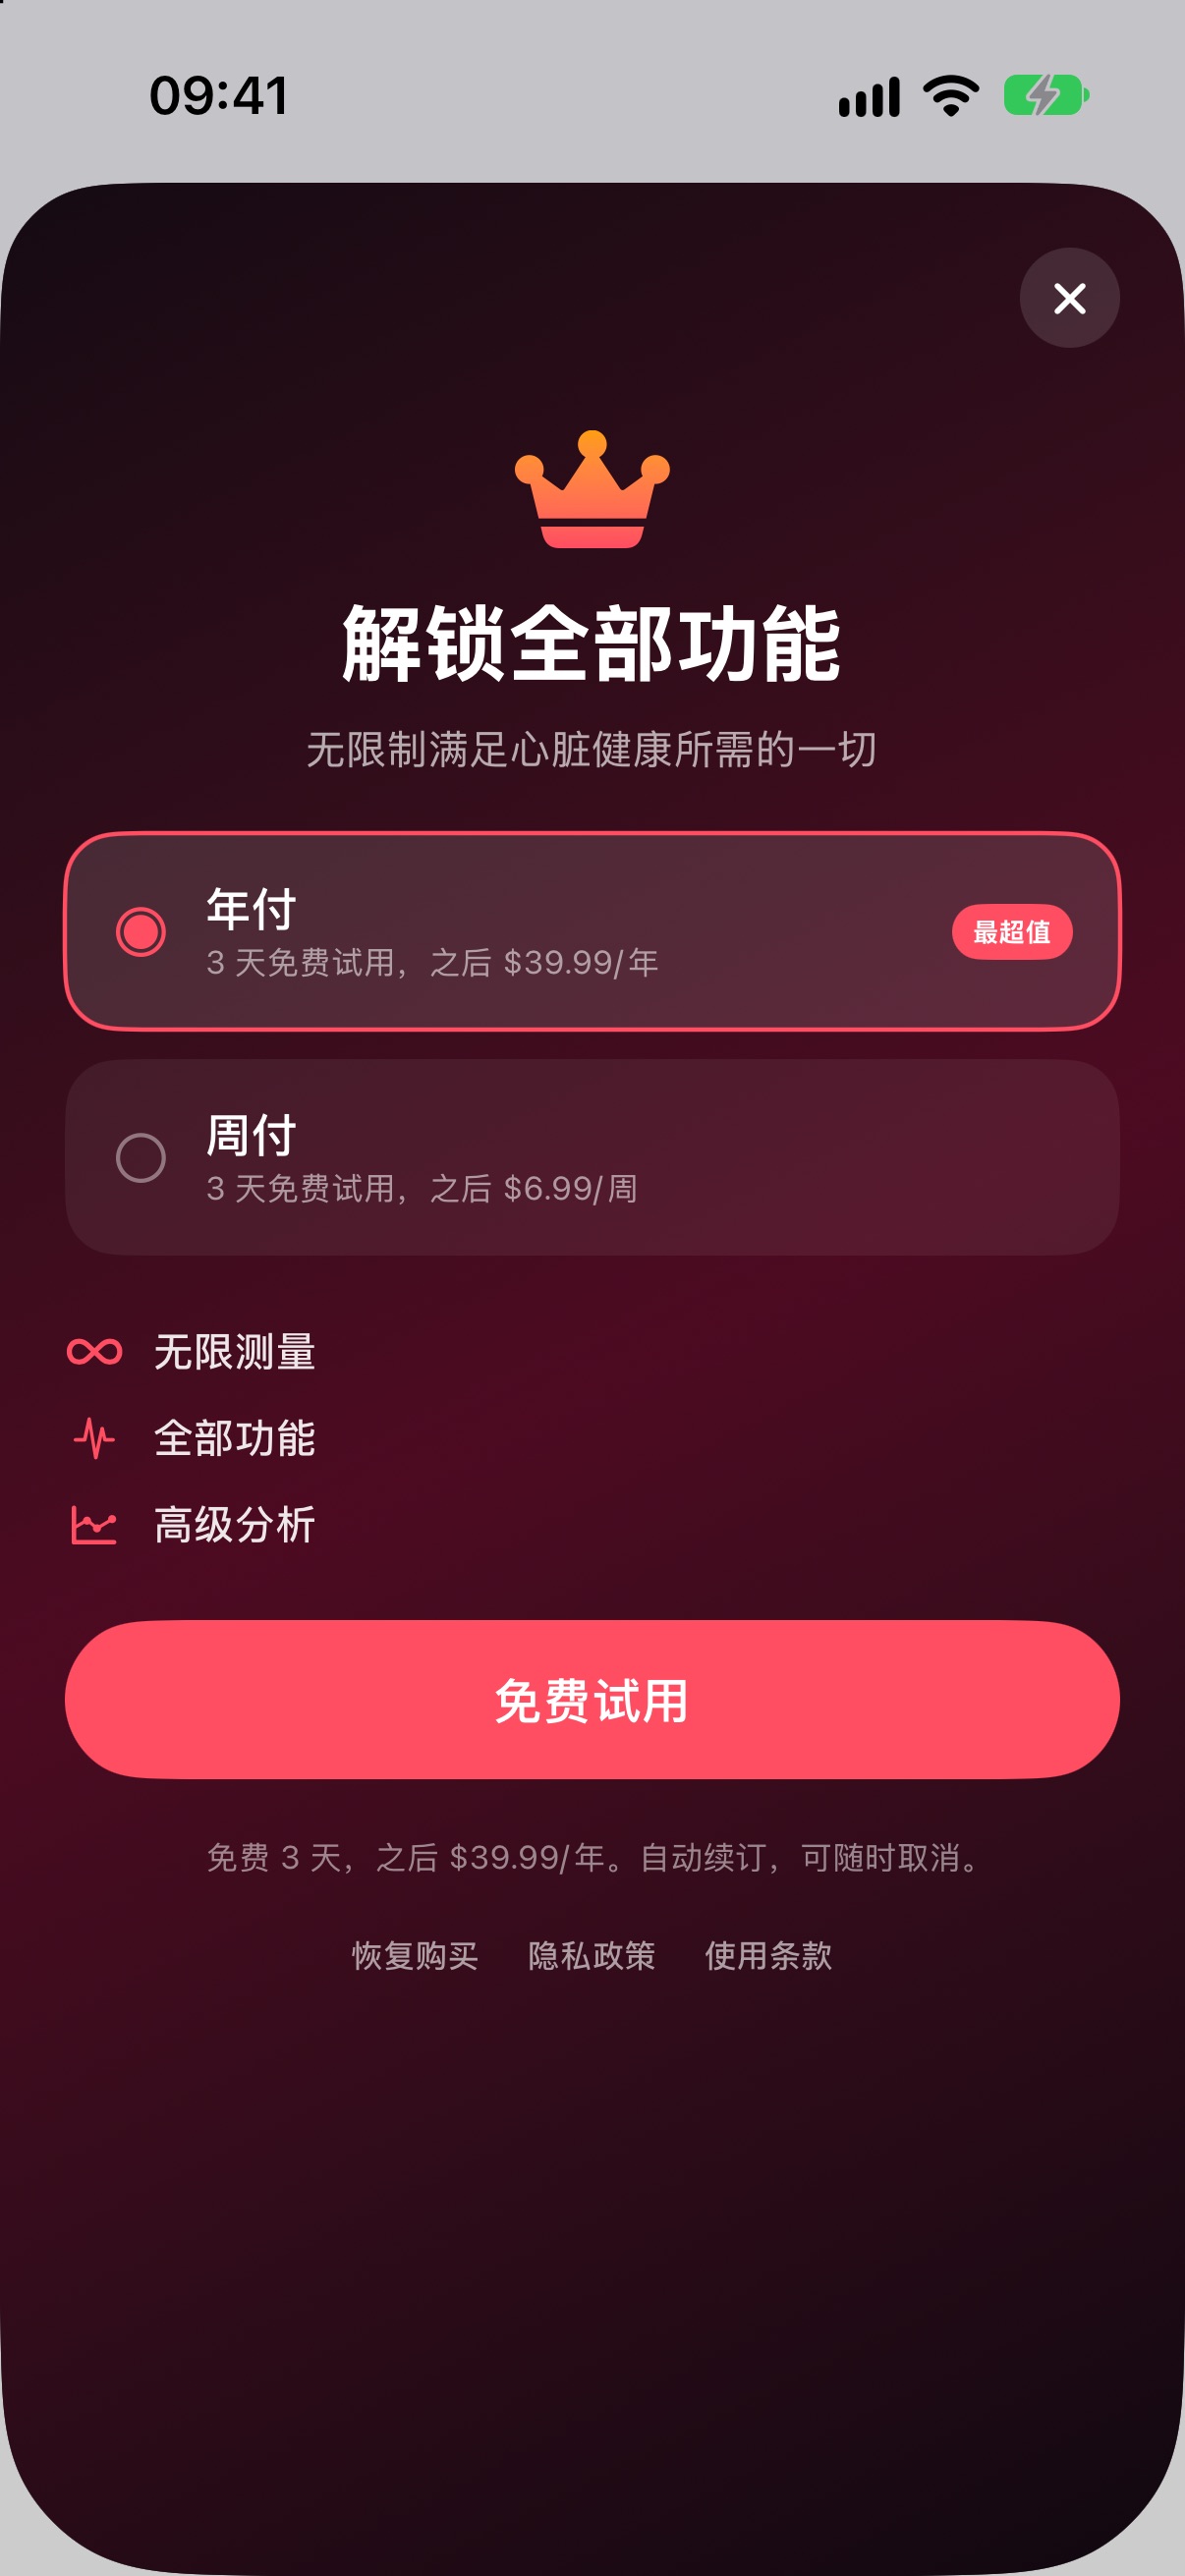 09:41
解锁全部功能
无限制满足心脏健康所需的一切
年付
3 天免费试用，之后 $39.99/年
最超值
周付
3 天免费试用，之后 $6.99/周
无限测量
全部功能
高级分析
免费试用
免费 3 天，之后 $39.99/年。自动续订，可随时取消。
恢复购买 隐私政策 使用条款